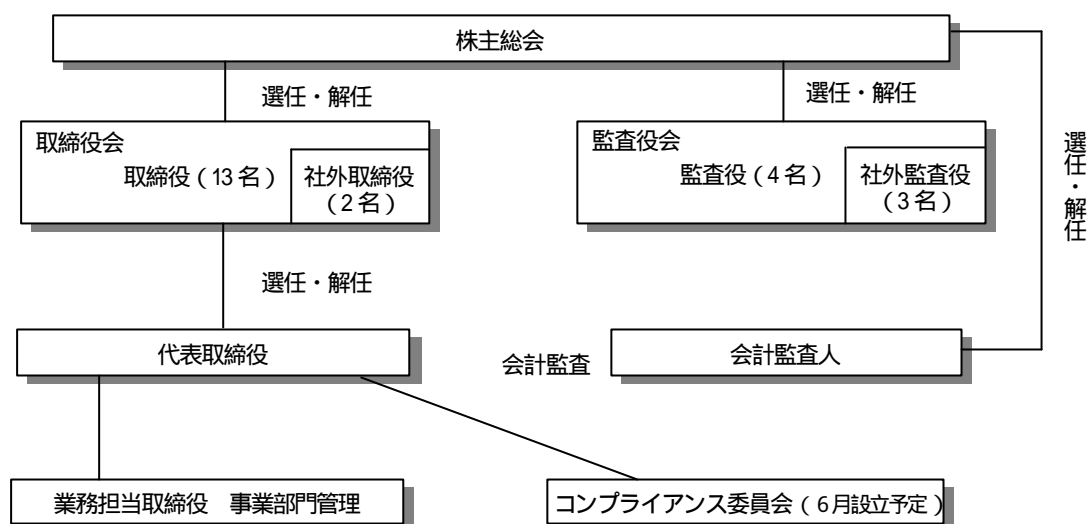 株主総会
選任・解任
選任・解任
取締役会
取締役（13名）
社外取締役
（2名）
監査役会
監査役（4名）
社外監査役
（3名）
選任・解任
選任・解任
代表取締役
会計監査
会計監査人
業務担当取締役　事業部門管理
コンプライアンス委員会（6月設立予定）